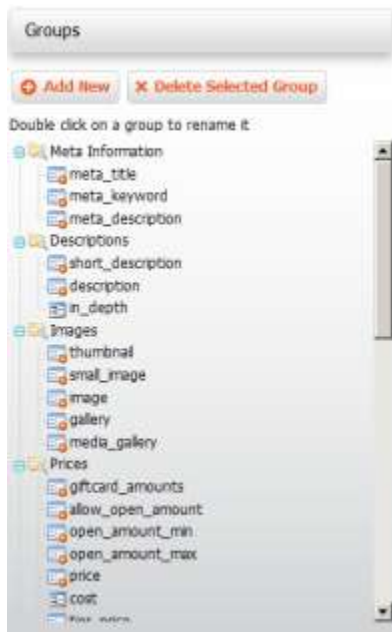 Groups
Add New
Delete Selected Group
Double click on a group to rename it
Meta Information
meta_title
meta_keyword
meta_description
Descriptions
short_description
description
in_depth
Images
thumbnail
small_image
image
gallery
media_gallery
Prices
giftcard_amounts
allow_open_amount
open_amount_min
open_amount_max
price
cost